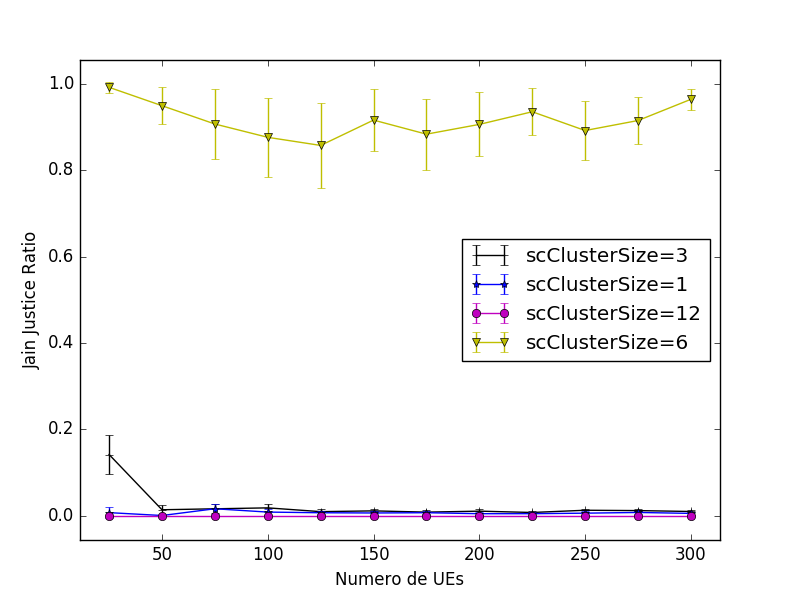 1.0
0.8
0.6
0.4
0.2
0.0
Jain Justice Ratio
scClusterSize=3
scClusterSize=1
scClusterSize=12
scClusterSize=6
50 100 150 200 250 300
Numero de UEs